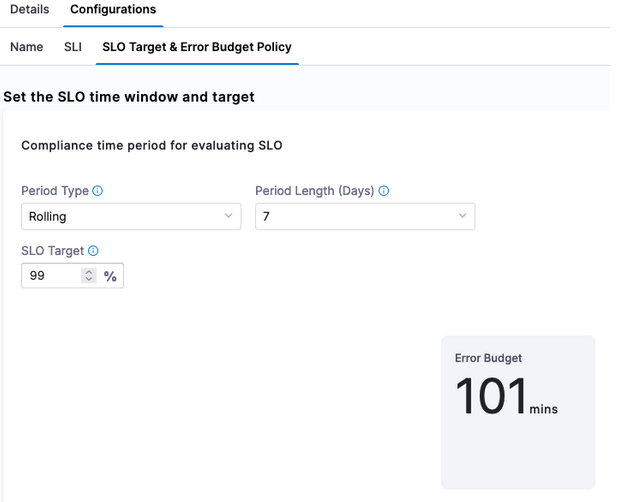 Details Configurations
Name SLI SLO Target & Error Budget Policy
Set the SLO time window and target
Compliance time period for evaluating SLO
Period Type Period Length (Days)
Rolling 7
SLO Target
99 %
Error Budget
101 mins